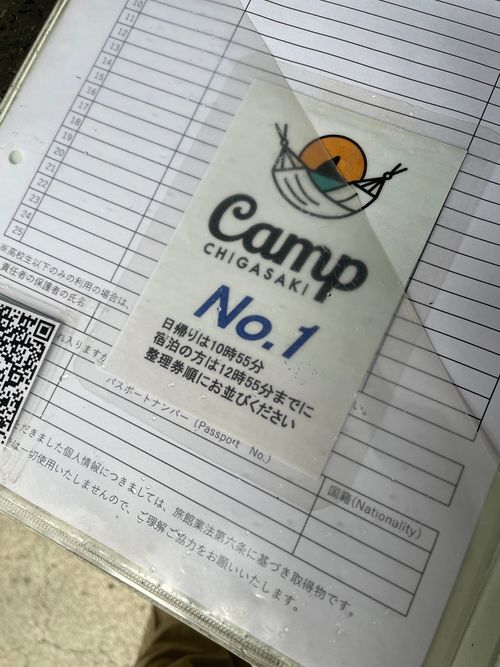 10
11
12
13
14
15
16
17
18
19
20
21
22
23
24
25
Camp
CHIGASAKI
No.1
日帰りは10時55分
宿泊の方は12時55分までに
整理券順にお並びください
※高校生以下のみの利用の場合は、
責任者の保護者の氏名
れ入りますが
い。
パスポートナンバー (Passport No.)
国籍(Nationality)
だきました個人情報につきましては、旅館業法第六条に基づき取得物です。
は一切使用いたしませんので、ご理解ご協力をお願いいたします。